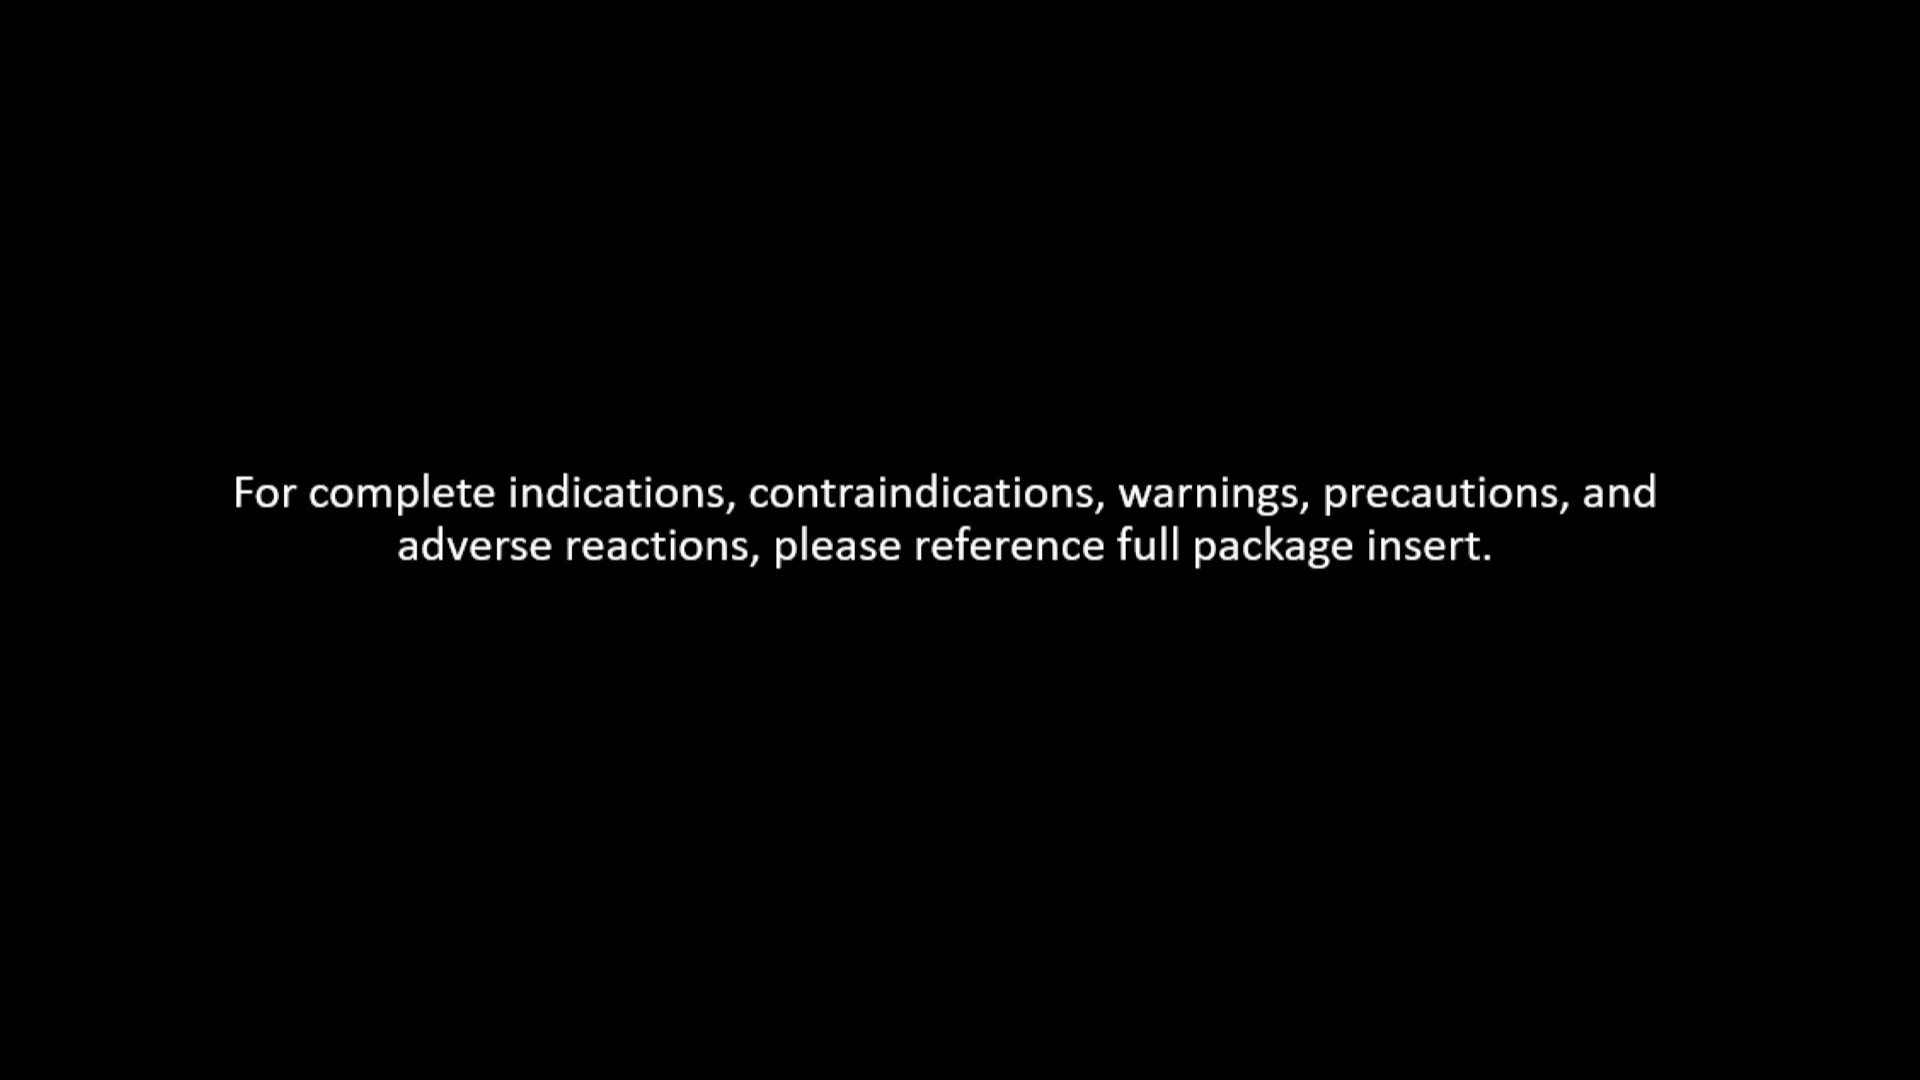 For complete indications, contraindications, warnings, precautions, and
adverse reactions, please reference full package insert.